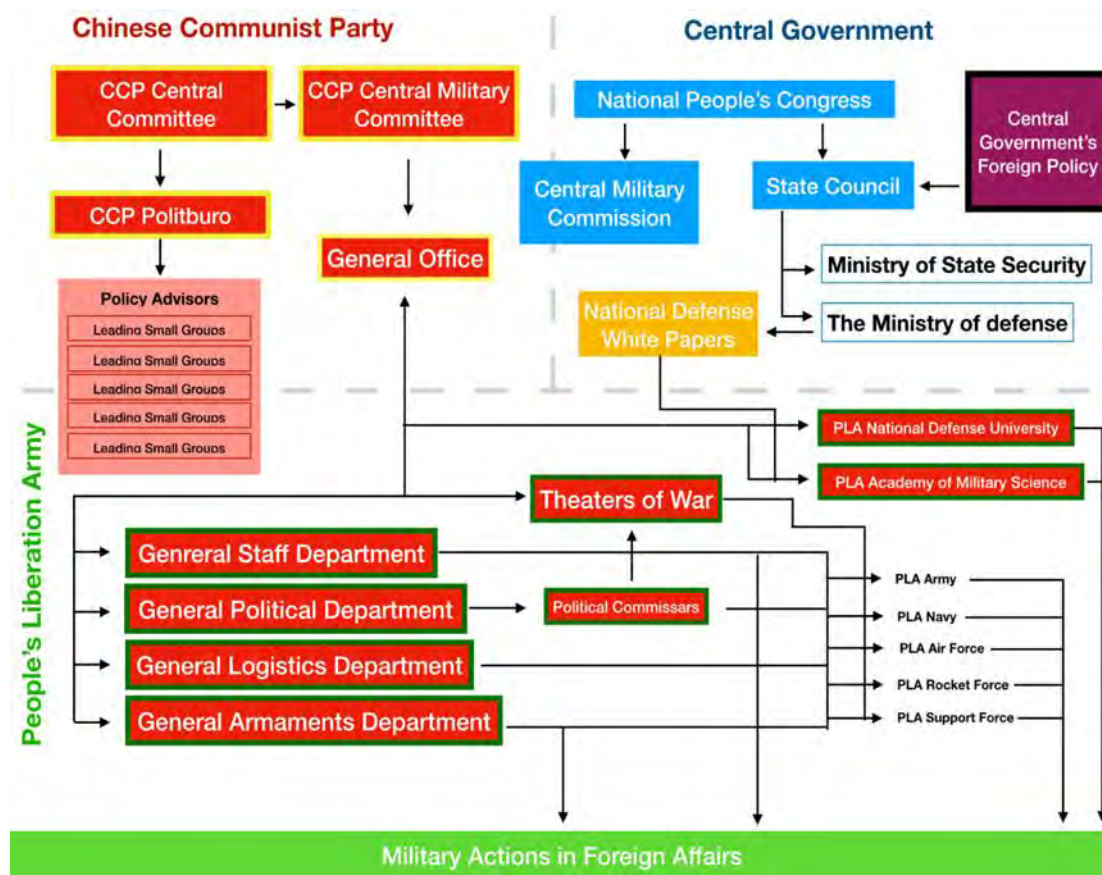 Chinese Communist Party
Central Government
CCP Central
Committee
CCP Central Military
Committee
National People's Congress
Central
Government's
Foreign Policy
Central Military
Commission
State Council
CCP Politburo
General Office
Ministry of State Security
The Ministry of defense
National Defense
White Papers
Policy Advisors
Leading Small Groups
Leading Small Groups
Leading Small Groups
Leading Small Groups
Leading Small Groups
People's Liberation Army
PLA National Defense University
PLA Academy of Military Science
Theaters of War
Genreral Staff Department
General Political Department
Political Commissars
General Logistics Department
General Armaments Department
PLA Army
PLA Navy
PLA Air Force
PLA Rocket Force
PLA Support Force
Military Actions in Foreign Affairs